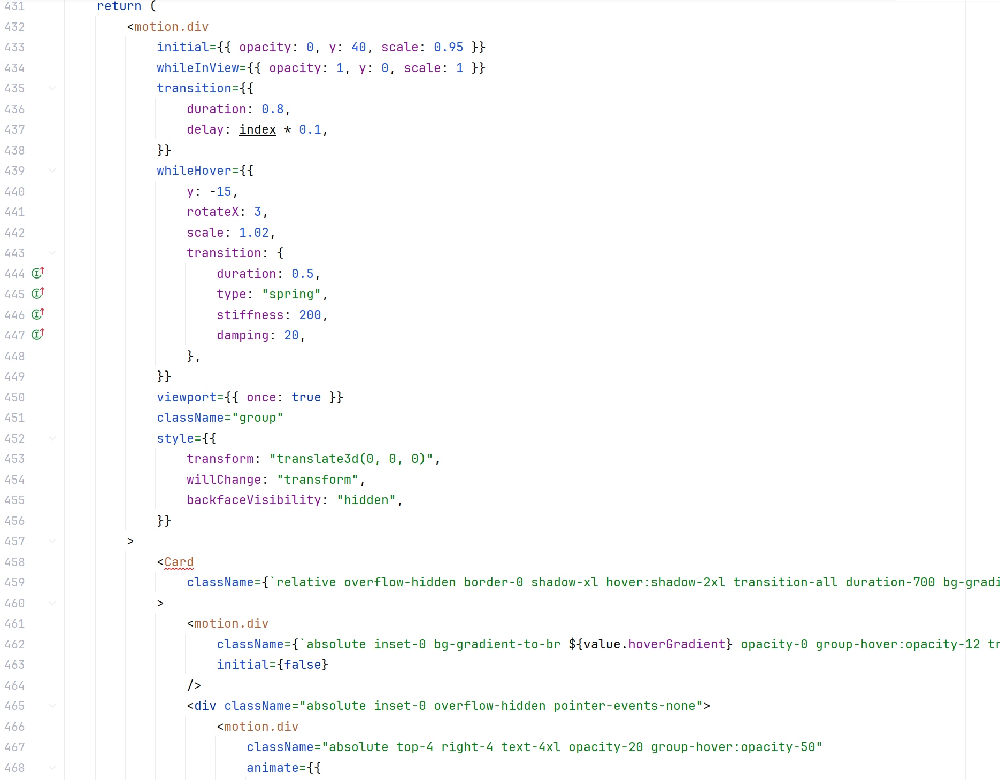 431 return (
432 <motion.div
433 initial={{ opacity: 0, y: 40, scale: 0.95 }}
434 whileInView={{ opacity: 1, y: 0, scale: 1 }}
435 transition={{
436 duration: 0.8,
437 delay: index * 0.1,
438 }}
439 whileHover={{
440 y: -15,
441 rotateX: 3,
442 scale: 1.02,
443 transition: {
444 duration: 0.5,
445 type: "spring",
446 stiffness: 200,
447 damping: 20,
448 },
449 }}
450 viewport={{ once: true }}
451 className="group"
452 style={{
453 transform: "translate3d(0, 0, 0)",
454 willChange: "transform",
455 backfaceVisibility: "hidden",
456 }}
457 >
458 <Card
459 className={`relative overflow-hidden border-0 shadow-xl hover:shadow-2xl transition-all duration-700 bg-gradi
460 >
461 <motion.div
462 className={`absolute inset-0 bg-gradient-to-br ${value.hoverGradient} opacity-0 group-hover:opacity-12 tr
463 initial={false}
464 />
465 <div className="absolute inset-0 overflow-hidden pointer-events-none">
466 <motion.div
467 className="absolute top-4 right-4 text-4xl opacity-20 group-hover:opacity-50"
468 animate={{